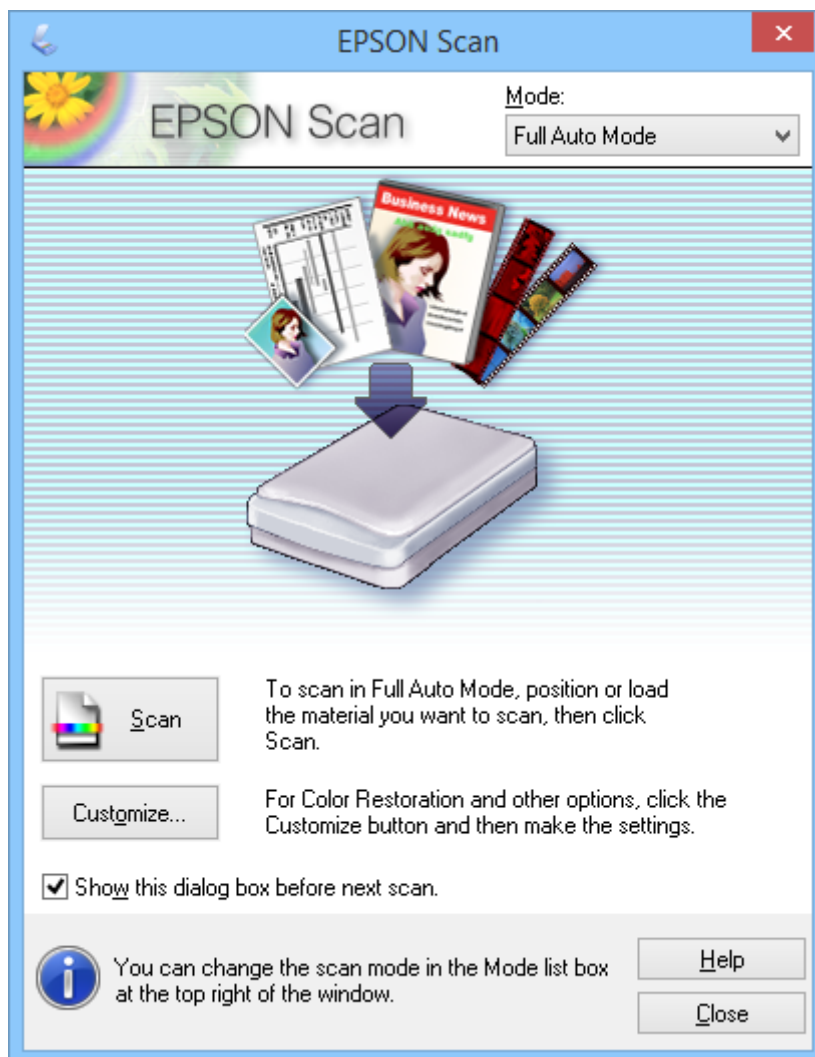 EPSON Scan
EPSON Scan
Mode:
Full Auto Mode
Business News
Scan
To scan in Full Auto Mode, position or load
the material you want to scan, then click
Scan.
Customize...
For Color Restoration and other options, click the
Customize button and then make the settings.
Show this dialog box before next scan.
You can change the scan mode in the Mode list box
at the top right of the window.
Help
Close